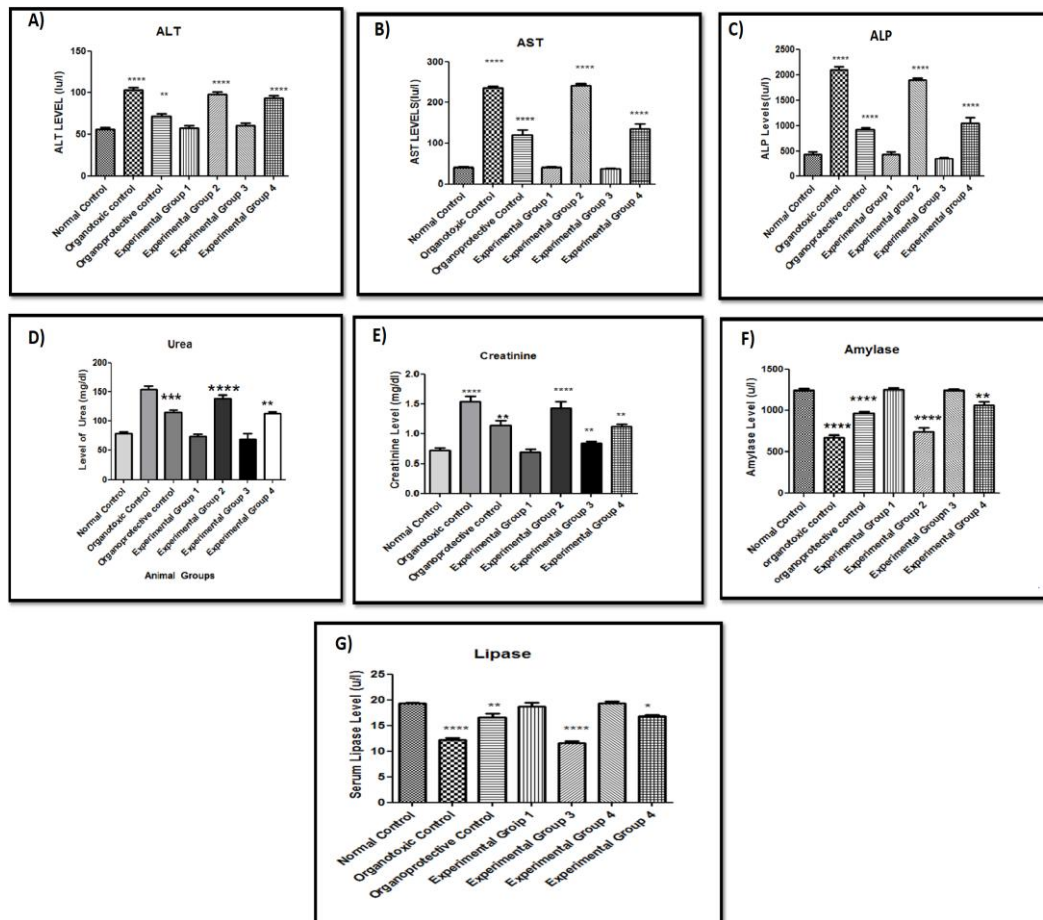 A)
ALT
ALT LEVEL (Iu/l)
150
100
50
0
****
**
****
****
Normal Control
Organotoxic control
Organoprotective control
Experimental Group 1
Experimental Group 2
Experimental Group 3
Experimental Group 4
B)
AST
AST LEVELS(Iu/l)
300
200
100
0
****
****
****
****
Normal Control
Organotoxic Control
Organoprotective Control
Experimental Group 1
Experimental Group 2
Experimental Group 3
Experimental Group 4
C)
ALP
ALP Levels(Iu/l)
2500
2000
1500
1000
500
0
****
****
****
****
Normal Control
Organotoxic Control
Organoprotective control
Experimental Group 1
Experimental group 2
Experimental Group 3
Experimental group 4
D)
Urea
Level of Urea (mg/dl)
200
150
100
50
***
****
**
Normal Control
Organotoxic Control
Organoprotective control
Experimental Group 1
Experimental Group 2
Experimental Group 3
Experimental Group 4
Animal Groups
E)
Creatinine
Creatinine Level (mg/dl)
2.0
1.5
1.0
0.5
0.0
****
**
****
**
**
Normal Control
Organotoxic control
Organoprotective control
Experimental Group 1
Experimental Group 2
Experimental Group 3
Experimental Group 4
F)
Amylase
Amylase Level (u/l)
1500
1000
500
0
****
****
****
**
Normal Control
organotoxic control
organoprotective control
Experimental Group 1
Experimental Group 2
Experimental Groupn 3
Experimental Group 4
G)
Lipase
Serum Lipase Level (u/l)
25
20
15
10
5
0
****
**
****
*
Normal Control
Organotoxic Control
Organoprotective Control
Experimental Groip 1
Experimental Group 3
Experimental Group 4
Experimental Group 4